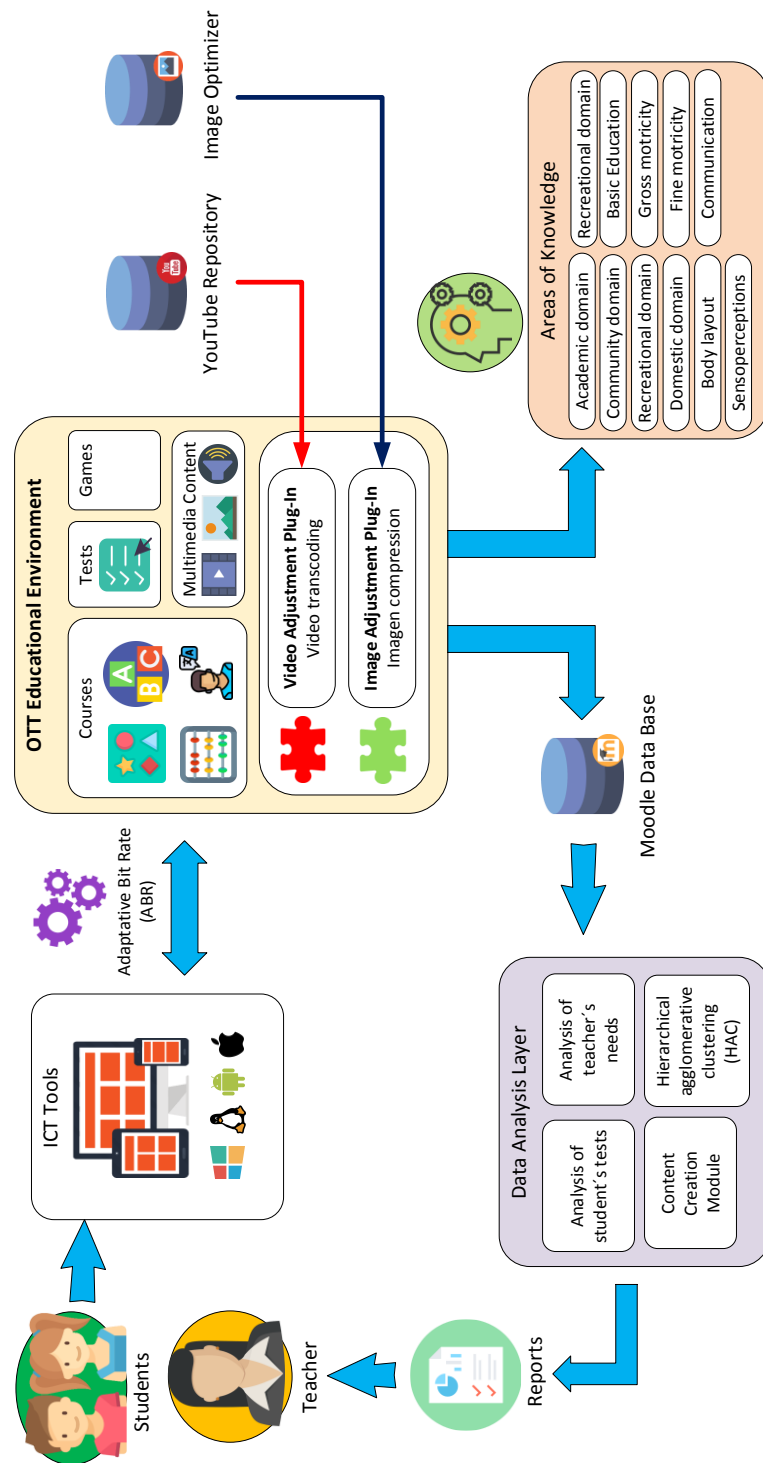 Students
Teacher
Reports
ICT Tools
Adaptative Bit Rate
(ABR)
OTT Educational Environment
Courses
A
B
C
Tests
Games
Multimedia Content
Video Adjustment Plug-In
Video transcoding
Image Adjustment Plug-In
Imagen compression
YouTube Repository
You
Tube
Image Optimizer
Data Analysis Layer
Analysis of
student´s tests
Analysis of
teacher´s
needs
Content
Creation
Module
Hierarchical
agglomerative
clustering
(HAC)
Moodle Data Base
m
Areas of Knowledge
Academic domain
Recreational domain
Community domain
Basic Education
Recreational domain
Gross motricity
Domestic domain
Fine motricity
Body layout
Communication
Sensoperceptions